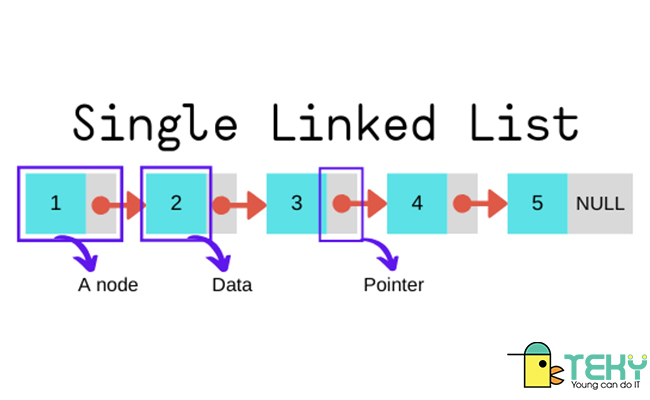 Single Linked List
1 2 3 4 5 NULL
A node Data Pointer
TEKY
Young can do IT